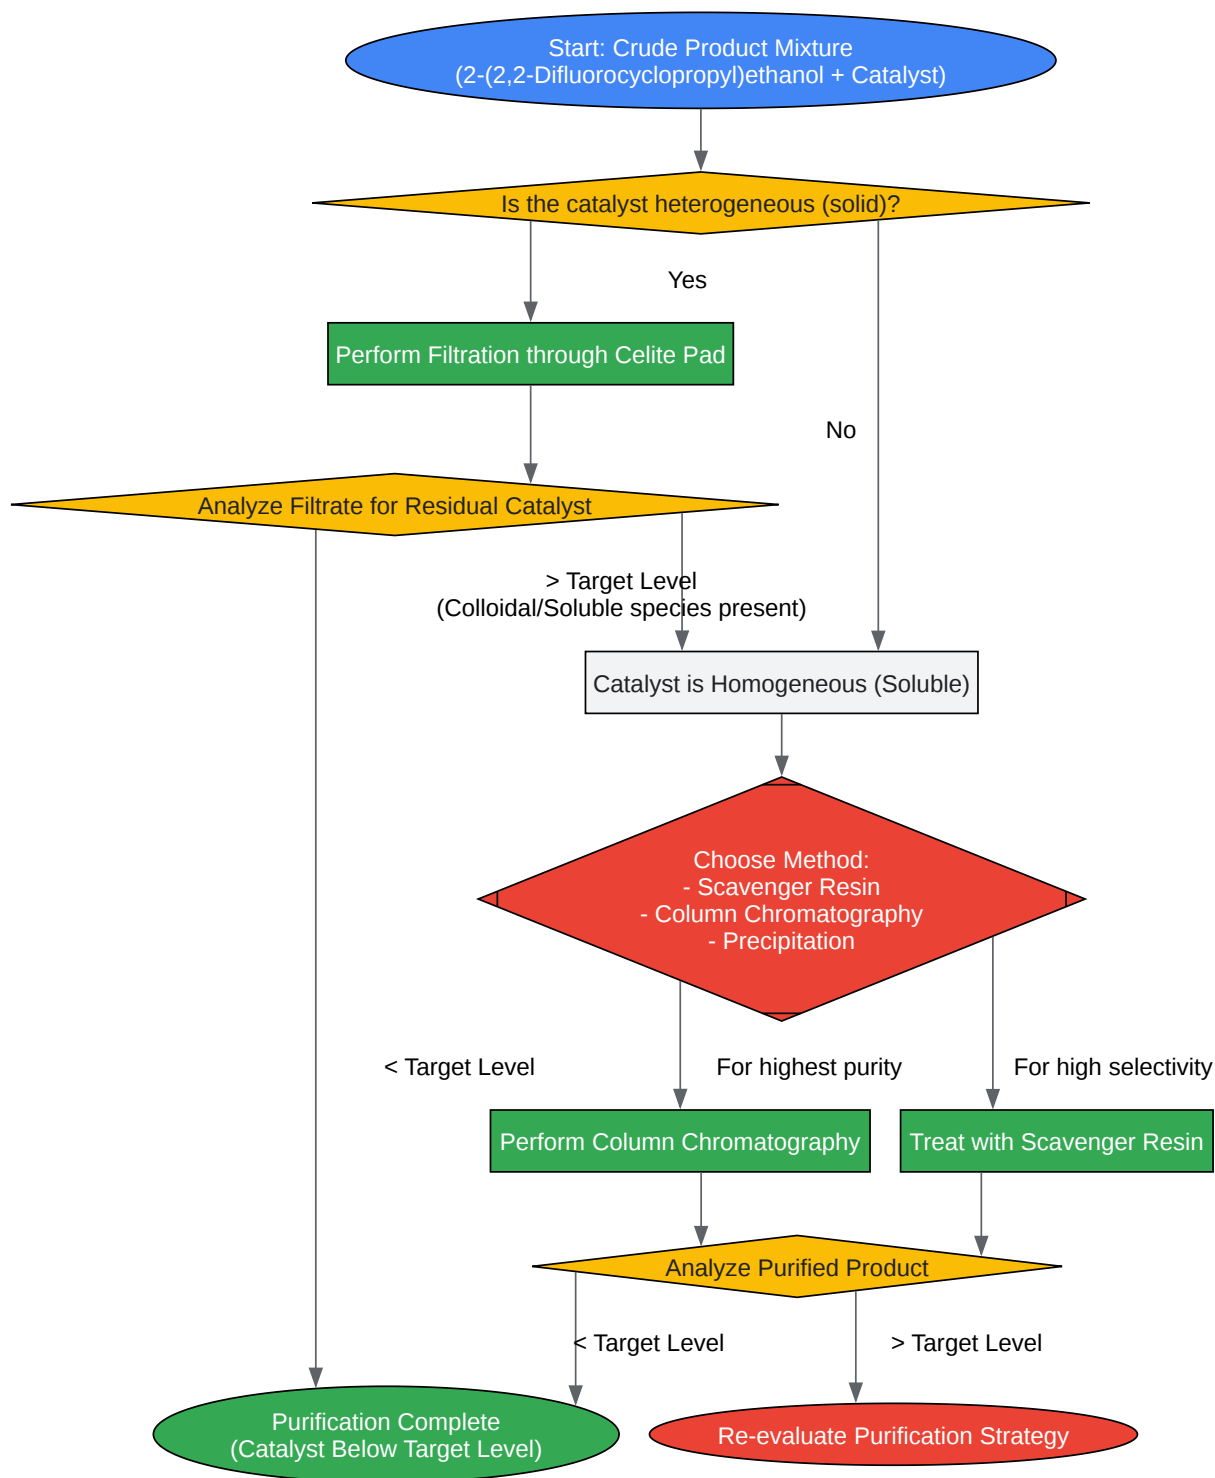 Start: Crude Product Mixture
(2-(2,2-Difluorocyclopropyl)ethanol + Catalyst)
Is the catalyst heterogeneous (solid)?
Yes
Perform Filtration through Celite Pad
No
Analyze Filtrate for Residual Catalyst
> Target Level
(Colloidal/Soluble species present)
Catalyst is Homogeneous (Soluble)
Choose Method:
- Scavenger Resin
- Column Chromatography
- Precipitation
< Target Level
For highest purity
For high selectivity
Perform Column Chromatography
Treat with Scavenger Resin
Analyze Purified Product
< Target Level
> Target Level
Purification Complete
(Catalyst Below Target Level)
Re-evaluate Purification Strategy